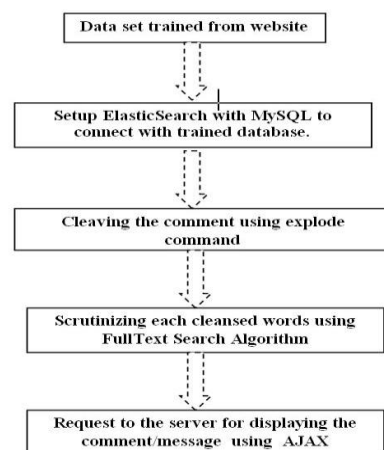 Data set trained from website
Setup ElasticSearch with MySQL to
connect with trained database.
Cleaving the comment using explode
command
Scrutinizing each cleansed words using
FullText Search Algorithm
Request to the server for displaying the
comment/message using AJAX